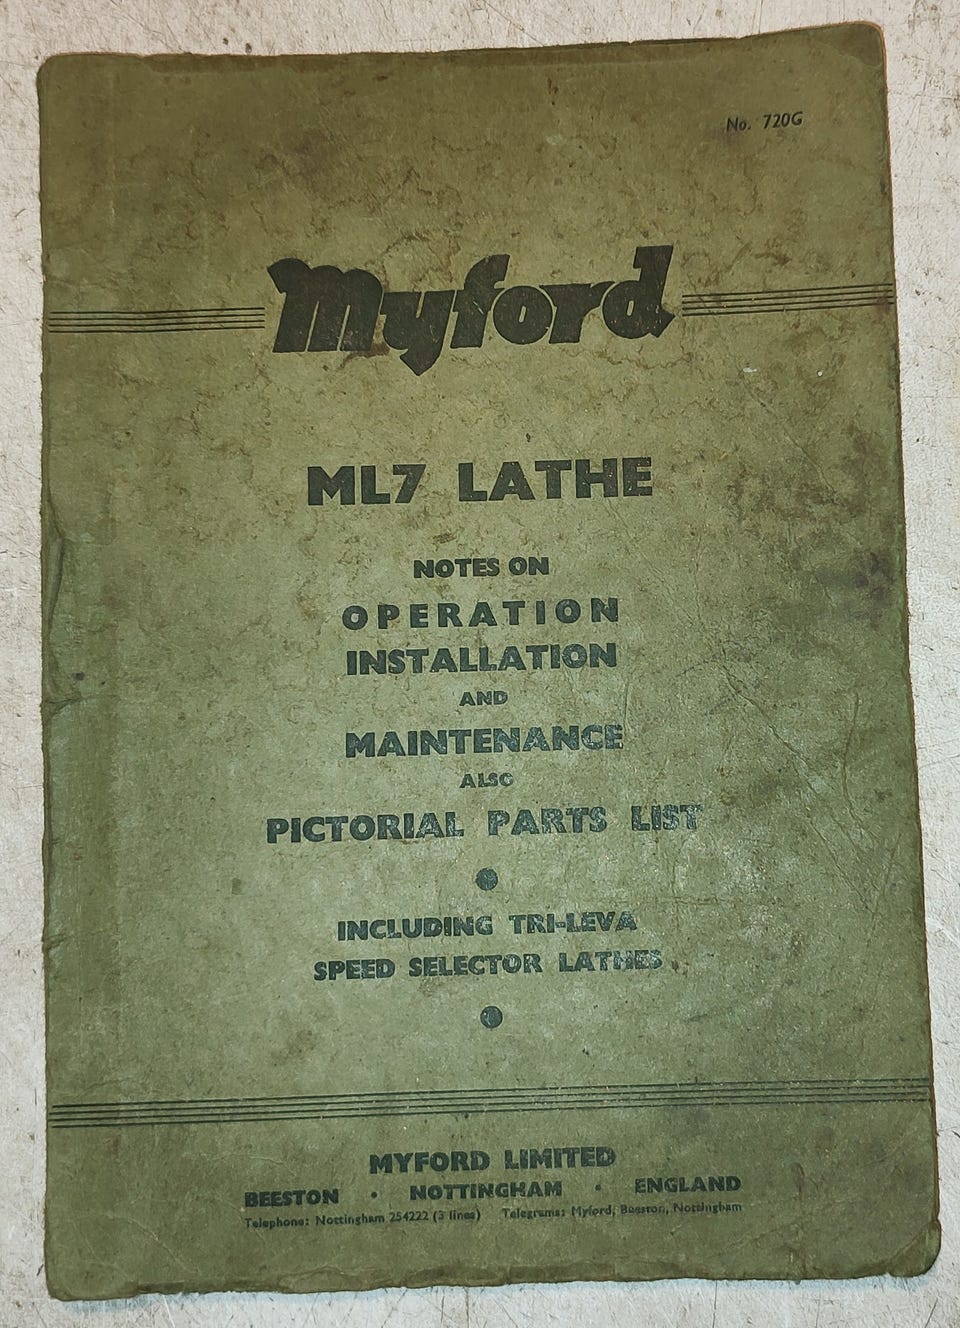 No. 720G
Myford
ML7 LATHE
NOTES ON
OPERATION
INSTALLATION
AND
MAINTENANCE
ALSO
PICTORIAL PARTS LIST
INCLUDING TRI-LEVA
SPEED SELECTOR LATHES
MYFORD LIMITED
BEESTON · NOTTINGHAM · ENGLAND
Telephone: Nottingham 254222 (3 lines) Telegrams: Myford, Beeston, Nottingham